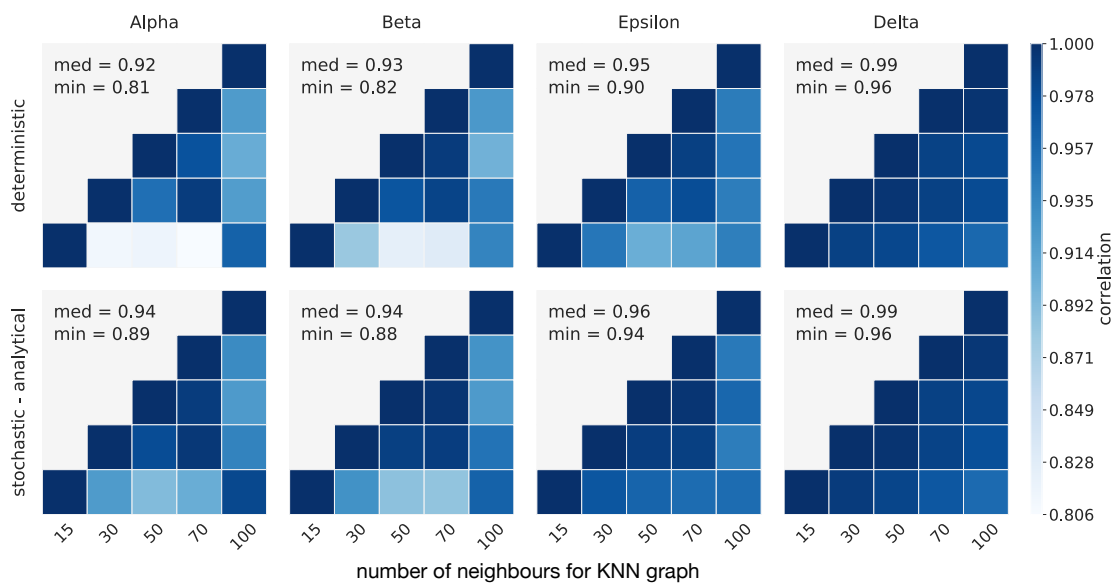 Alpha
Beta
Epsilon
Delta
deterministic
med = 0.92
min = 0.81
med = 0.93
min = 0.82
med = 0.95
min = 0.90
med = 0.99
min = 0.96
stochastic - analytical
med = 0.94
min = 0.89
med = 0.94
min = 0.88
med = 0.96
min = 0.94
med = 0.99
min = 0.96
15 30 50 70 100
15 30 50 70 100
15 30 50 70 100
15 30 50 70 100
number of neighbours for KNN graph
1.000
0.978
0.957
0.935
0.914
0.892
0.871
0.849
0.828
0.806
correlation